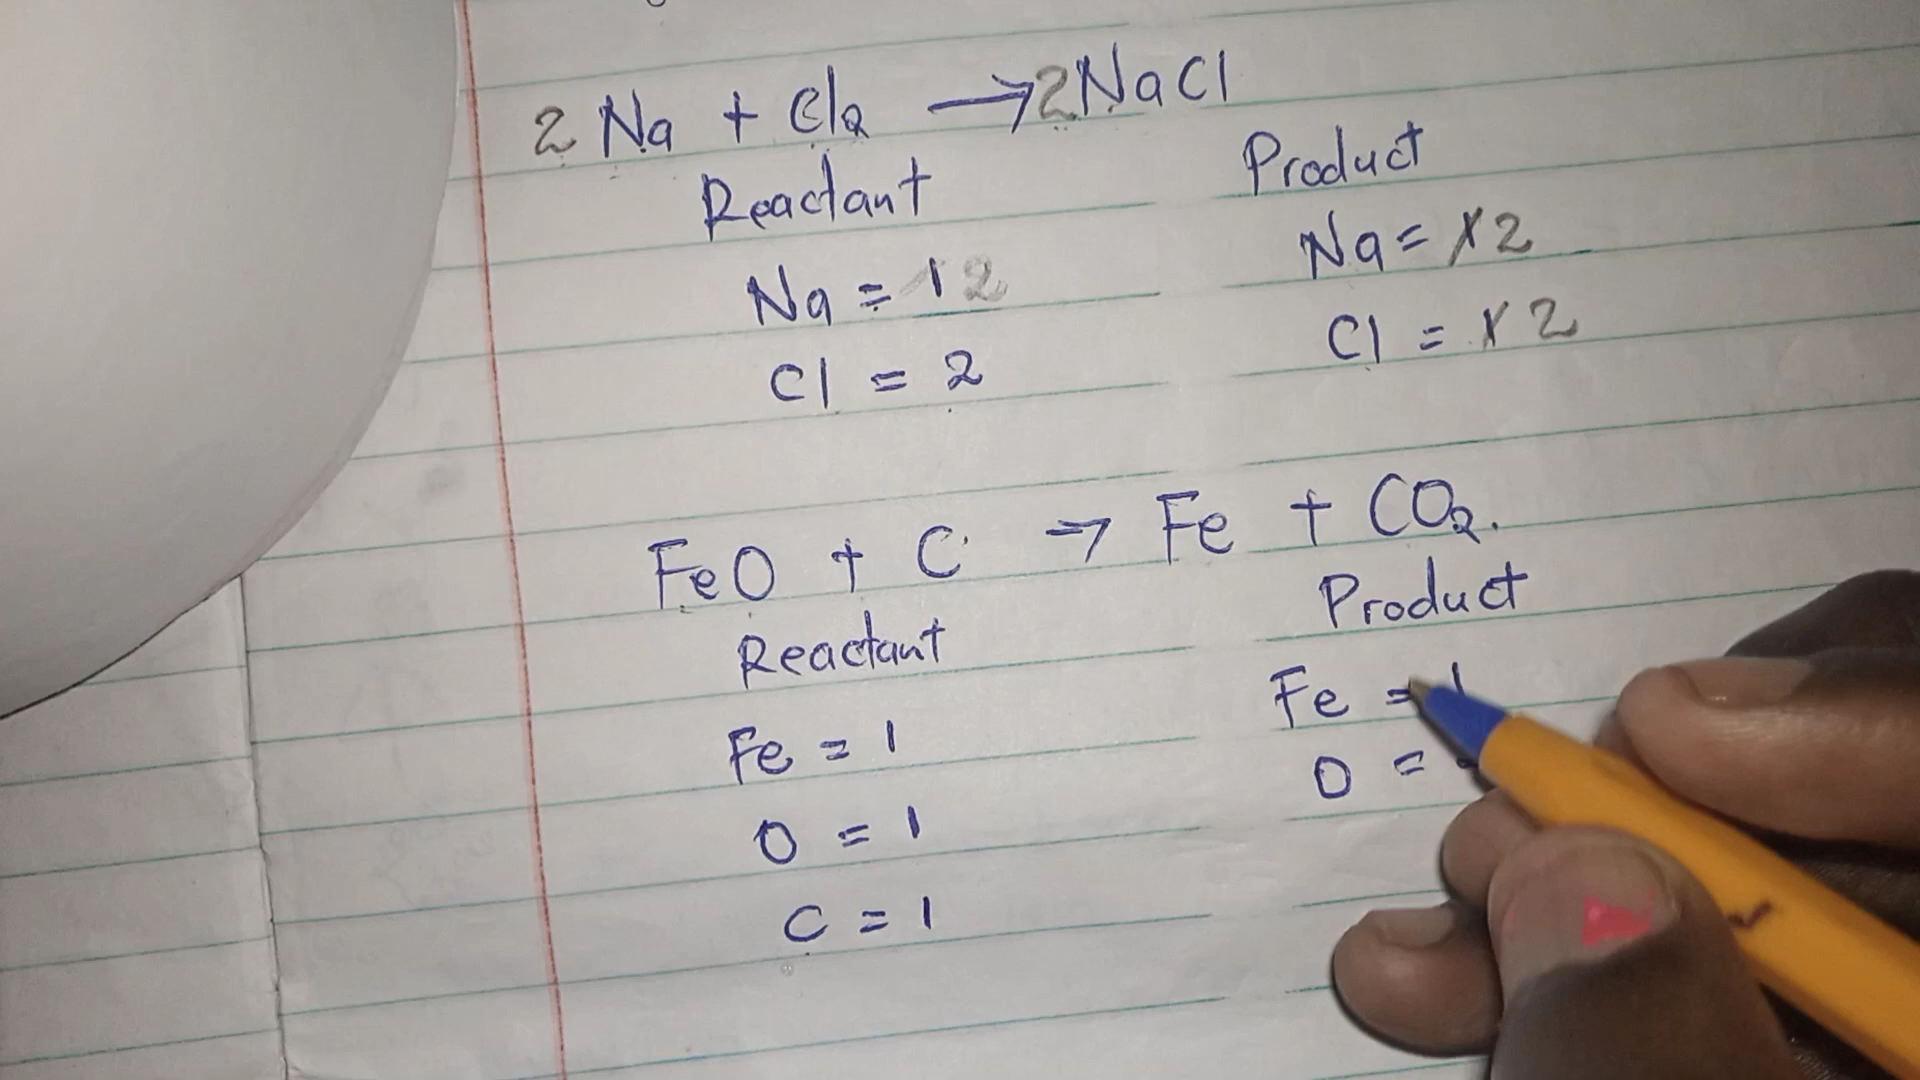 2 Na + Cl2 → 2NaCl
Reactant Product
Na = 1 2 Na = 1 2
Cl = 2 Cl = 1 2
FeO + C → Fe + CO2.
Reactant Product
Fe = 1 Fe = 1
O = 1 O =
C = 1